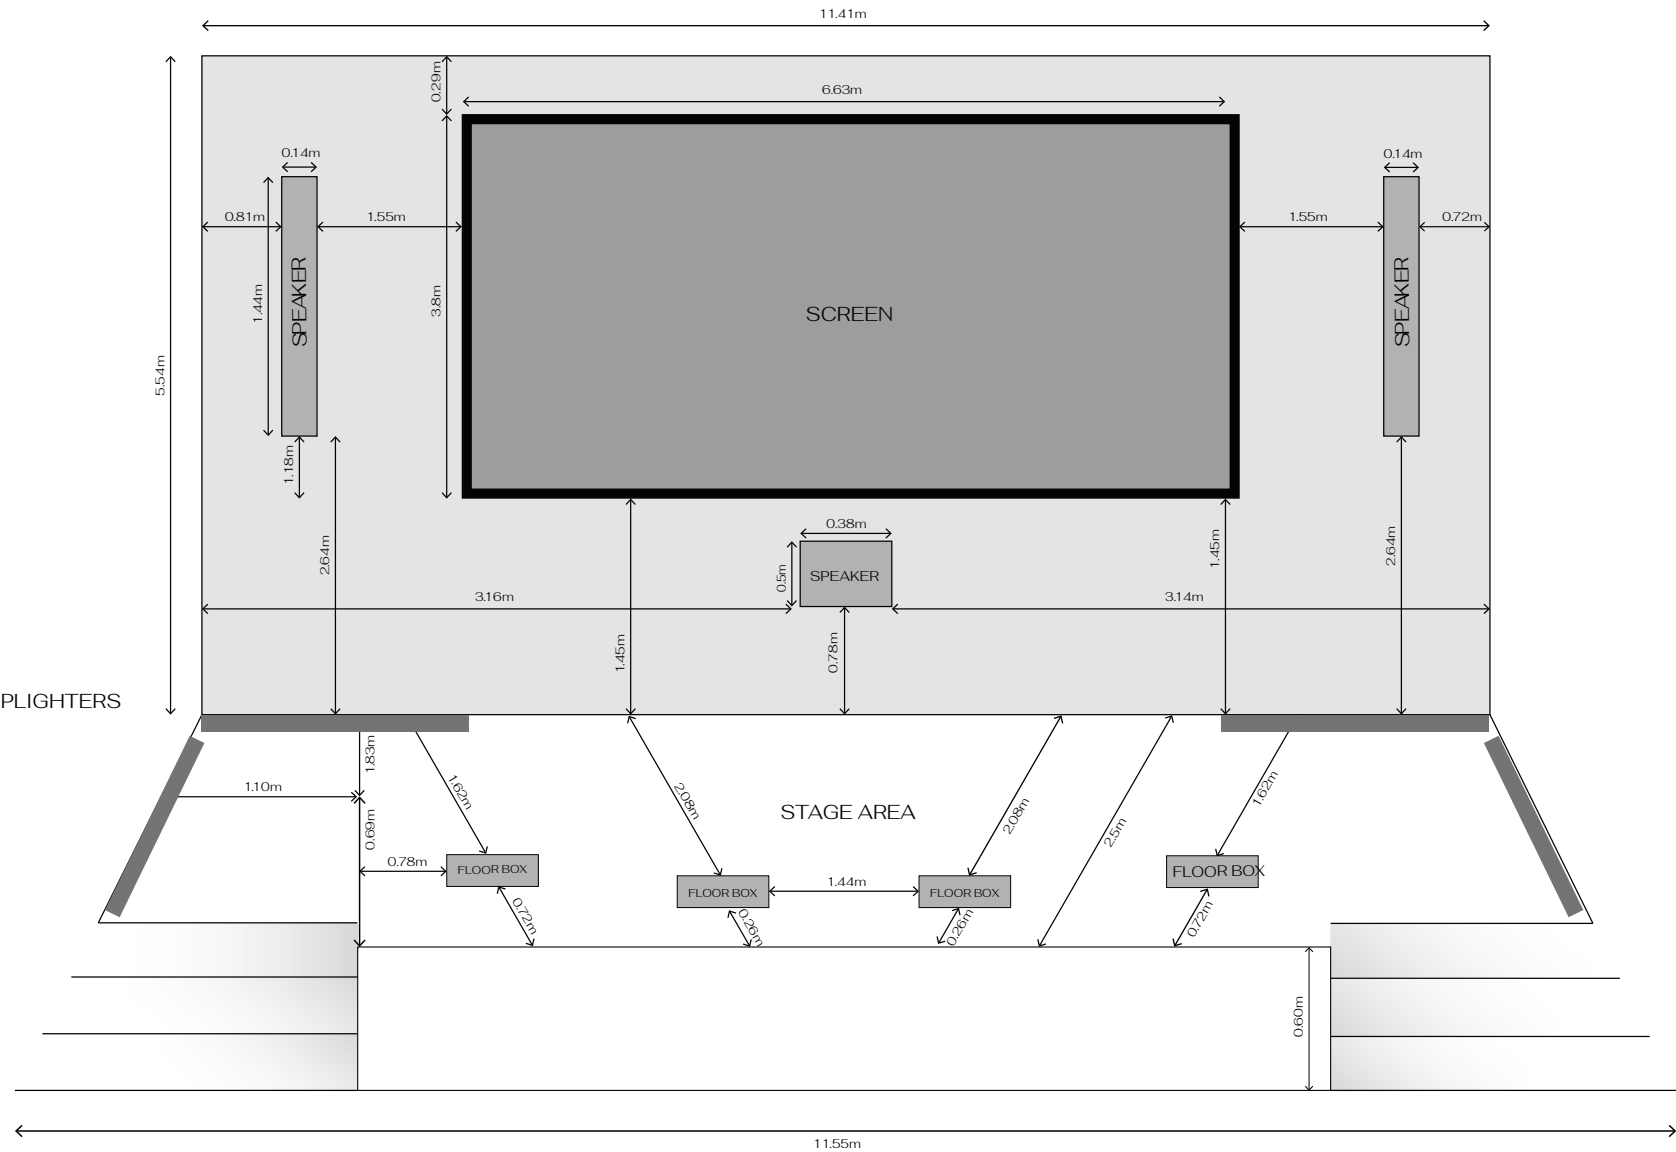 11.41m
0.29m
6.63m
0.14m
0.14m
0.81m
1.55m
1.55m
0.72m
1.44m
SPEAKER
3.8m
SCREEN
SPEAKER
5.54m
1.18m
2.64m
0.38m
1.45m
2.64m
0.5m
SPEAKER
3.16m
3.14m
1.45m
0.78m
PLIGHTERS
1.83m
1.10m
1.62m
2.08m
STAGE AREA
2.08m
2.5m
1.62m
0.69m
0.78m
FLOOR BOX
FLOOR BOX
1.44m
FLOOR BOX
FLOOR BOX
0.72m
0.26m
0.26m
0.72m
0.60m
11.55m